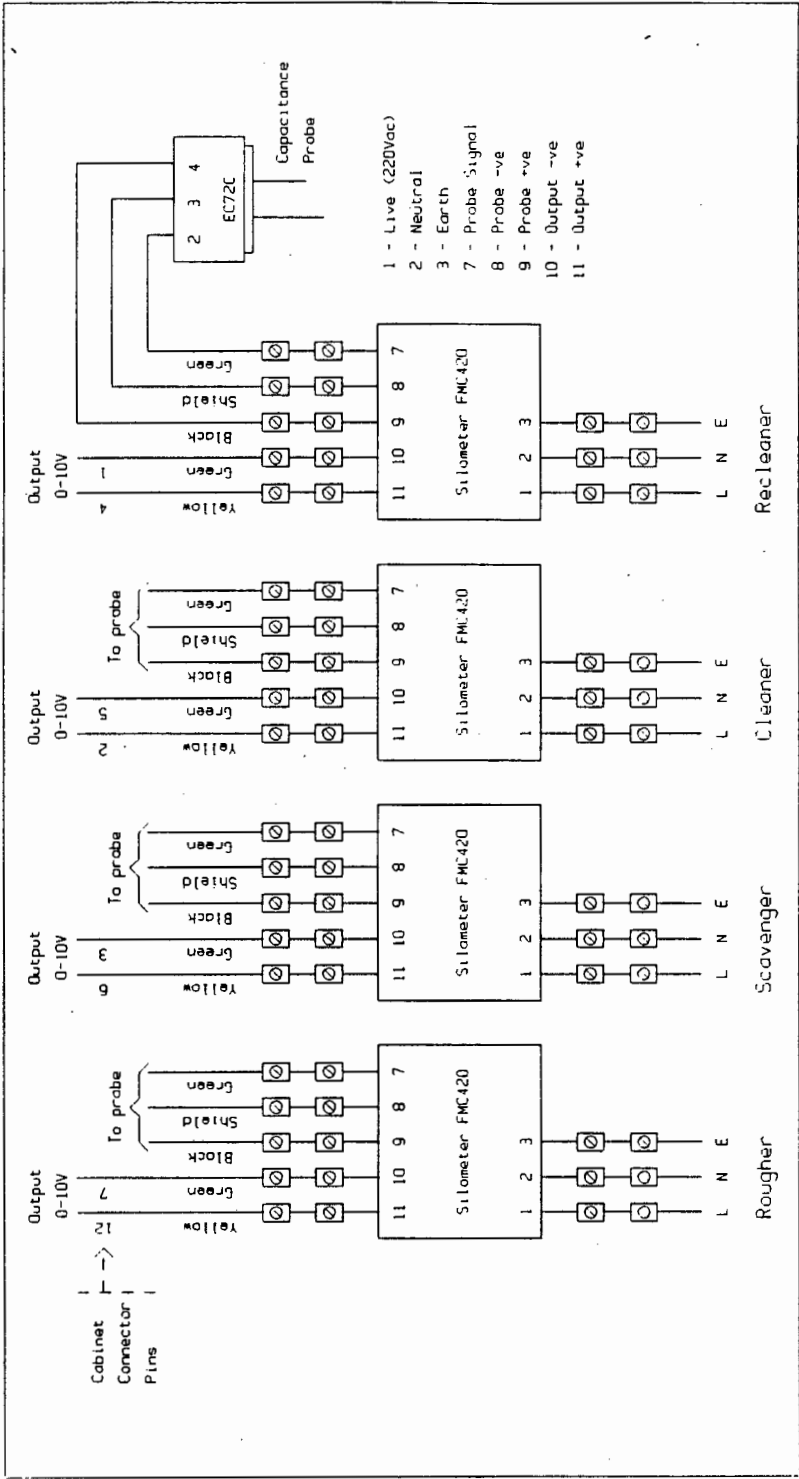 Cabinet
Connector
Pins
Output
0-10V
12
7
Yellow
Green
Black
Shield
Green
To probe
11 10 9 8 7
Silometer FMC420
1 2 3
L N E
Rougher
Output
0-10V
6
3
Yellow
Green
Black
Shield
Green
To probe
11 10 9 8 7
Silometer FMC420
1 2 3
L N E
Scavenger
Output
0-10V
2
5
Yellow
Green
Black
Shield
Green
To probe
11 10 9 8 7
Silometer FMC420
1 2 3
L N E
Cleaner
Output
0-10V
4
1
Yellow
Green
Black
Shield
Green
11 10 9 8 7
Silometer FMC420
1 2 3
L N E
Recleaner
2 3 4
EC72C
Capacitance
Probe
1 - Live (220Vac)
2 - Neutral
3 - Earth
7 - Probe Signal
8 - Probe -ve
9 - Probe +ve
10 - Output -ve
11 - Output +ve